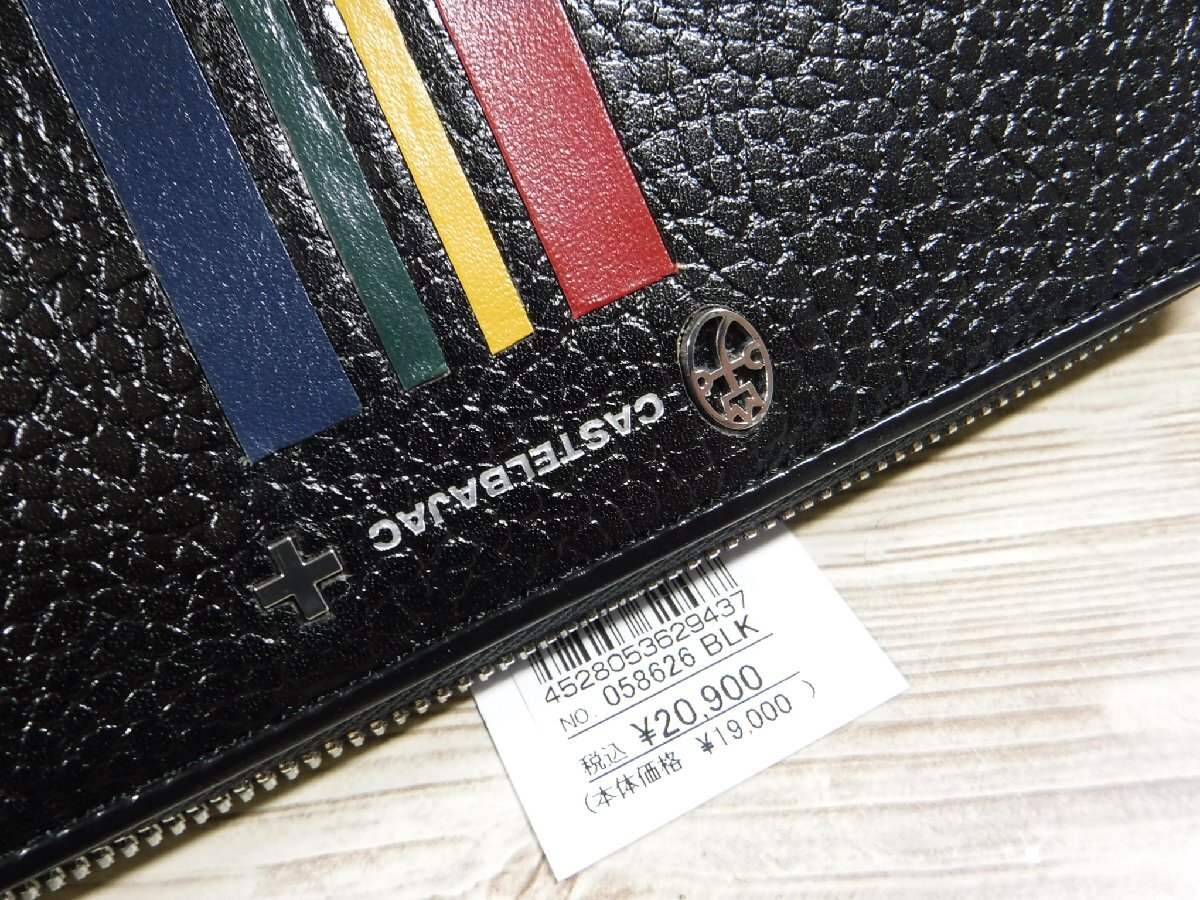 CASTELBAJAC
4528053629437
NO. 058626 BLK
税込 ¥20,900
(本体価格 ¥19,000)